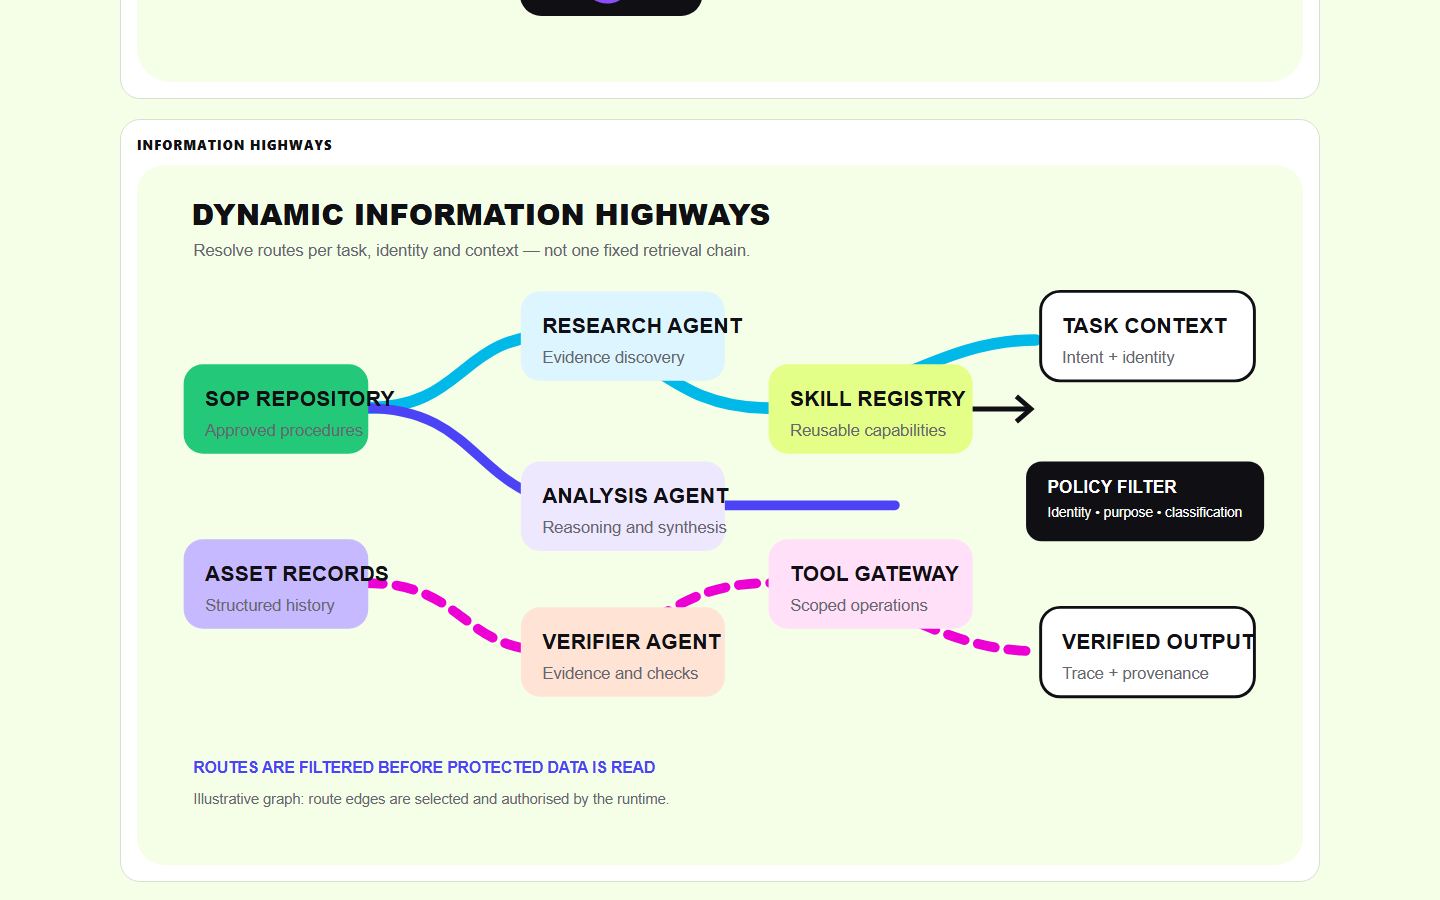 INFORMATION HIGHWAYS
DYNAMIC INFORMATION HIGHWAYS
Resolve routes per task, identity and context — not one fixed retrieval chain.
RESEARCH AGENT
Evidence discovery
TASK CONTEXT
Intent + identity
SOP REPOSITORY
Approved procedures
SKILL REGISTRY
Reusable capabilities
ANALYSIS AGENT
Reasoning and synthesis
POLICY FILTER
Identity • purpose • classification
ASSET RECORDS
Structured history
TOOL GATEWAY
Scoped operations
VERIFIER AGENT
Evidence and checks
VERIFIED OUTPUT
Trace + provenance
ROUTES ARE FILTERED BEFORE PROTECTED DATA IS READ
Illustrative graph: route edges are selected and authorised by the runtime.